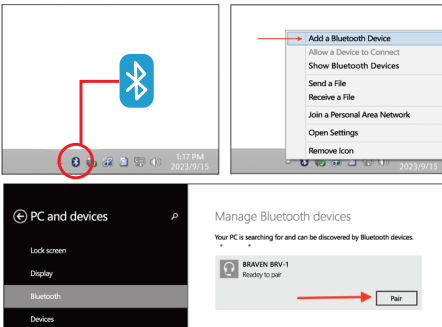 1:17 PM
2023/9/15
Add a Bluetooth Device
Allow a Device to Connect
Show Bluetooth Devices
Send a File
Receive a File
Join a Personal Area Network
Open Settings
Remove Icon
2023/9/15
PC and devices
Lock screen
Display
Bluetooth
Devices
Manage Bluetooth devices
Your PC is searching for and can be discovered by Bluetooth devices.
BRAVEN BRV-1
Readey to pair
Pair